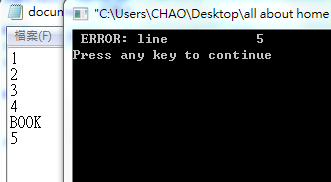 docum
檔案(F)
1
2
3
4
BOOK
5
"C:\Users\CHAO\Desktop\all about home
ERROR: line 5
Press any key to continue